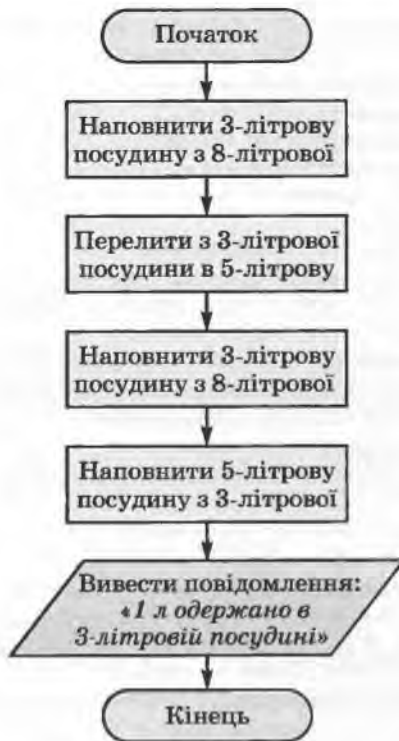 Початок
Наповнити 3-літрову
посудину з 8-літрової
Перелити з 3-літрової
посудини в 5-літрову
Наповнити 3-літрову
посудину з 8-літрової
Наповнити 5-літрову
посудину з 3-літрової
Вивести повідомлення:
«1 л одержано в
3-літровій посудині»
Кінець